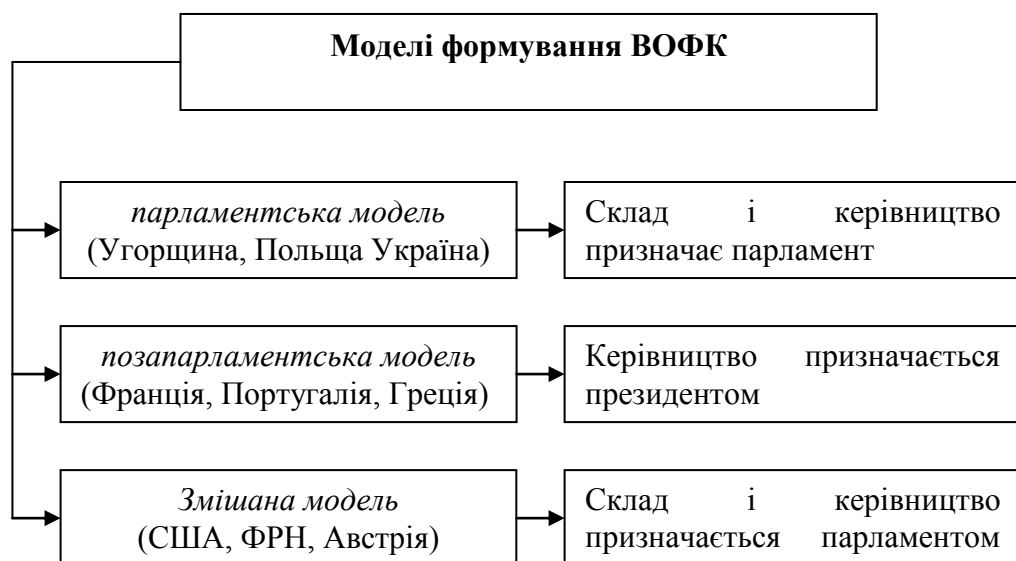 Моделі формування ВОФК
парламентська модель
(Угорщина, Польща Україна)
Склад і керівництво
призначає парламент
позапарламентська модель
(Франція, Португалія, Греція)
Керівництво призначається
президентом
Змішана модель
(США, ФРН, Австрія)
Склад і керівництво
призначається парламентом